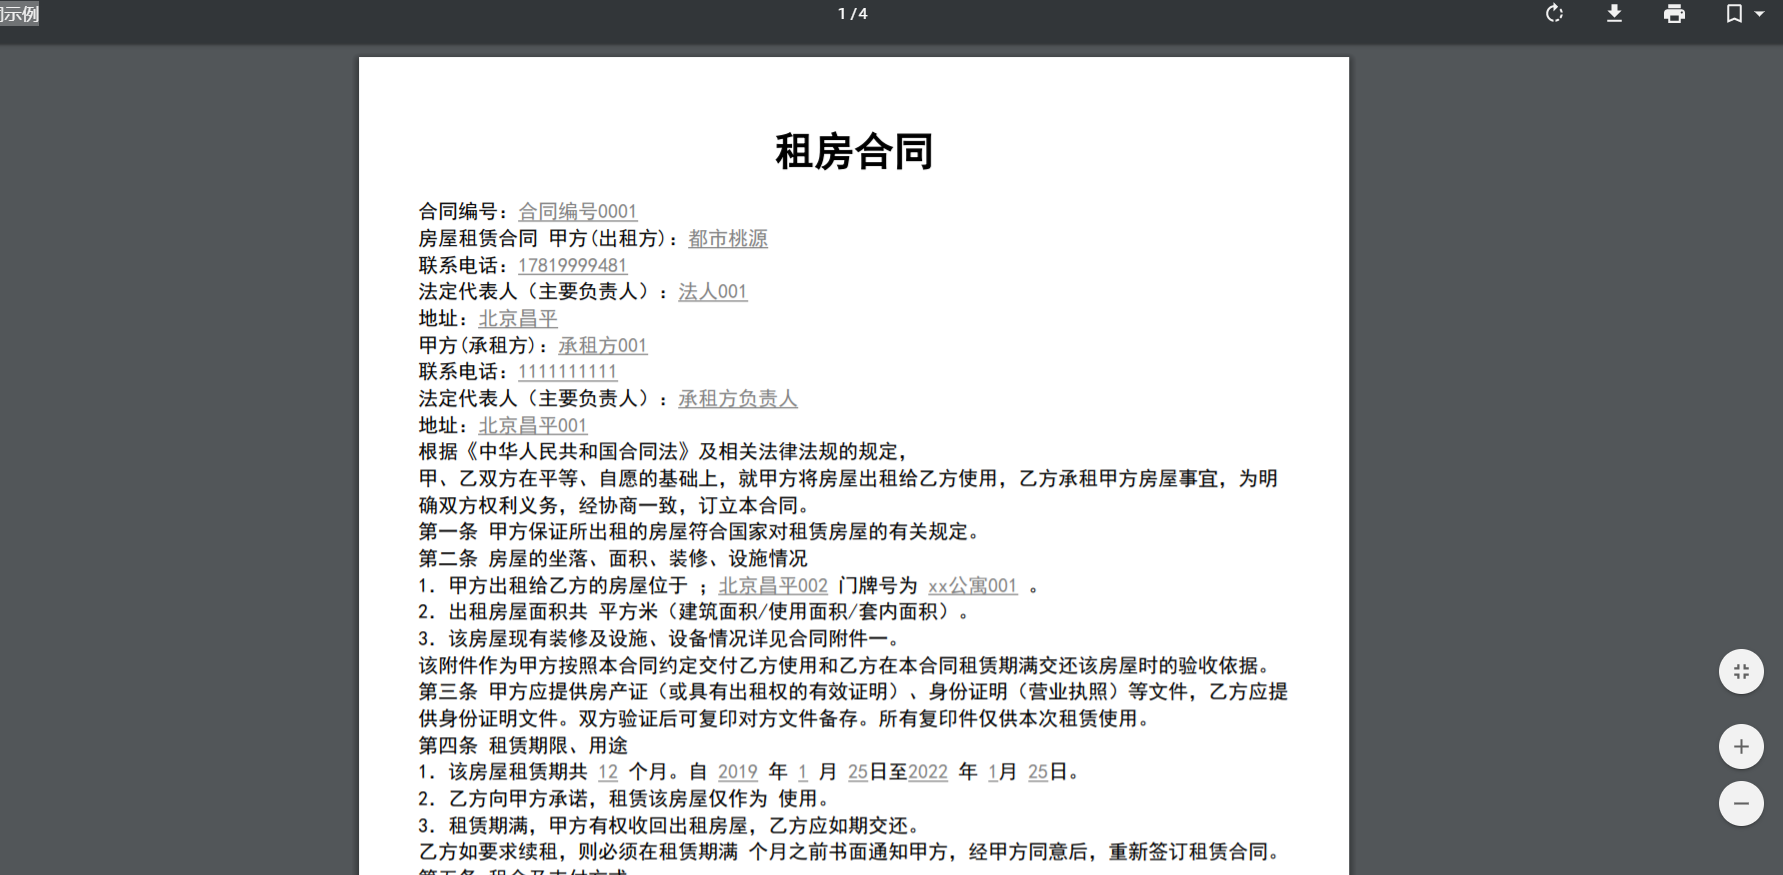 示例
1 / 4
租房合同
合同编号：合同编号0001
房屋租赁合同 甲方(出租方)：都市桃源
联系电话：17819999481
法定代表人（主要负责人）：法人001
地址：北京昌平
甲方(承租方)：承租方001
联系电话：1111111111
法定代表人（主要负责人）：承租方负责人
地址：北京昌平001
根据《中华人民共和国合同法》及相关法律法规的规定，
甲、乙双方在平等、自愿的基础上，就甲方将房屋出租给乙方使用，乙方承租甲方房屋事宜，为明
确双方权利义务，经协商一致，订立本合同。
第一条 甲方保证所出租的房屋符合国家对租赁房屋的有关规定。
第二条 房屋的坐落、面积、装修、设施情况
1. 甲方出租给乙方的房屋位于 ；北京昌平002 门牌号为 xx公寓001 。
2. 出租房屋面积共 平方米（建筑面积/使用面积/套内面积）。
3. 该房屋现有装修及设施、设备情况详见合同附件一。
该附件作为甲方按照本合同约定交付乙方使用和乙方在本合同租赁期满交还该房屋时的验收依据。
第三条 甲方应提供房产证（或具有出租权的有效证明）、身份证明（营业执照）等文件，乙方应提
供身份证明文件。双方验证后可复印对方文件备存。所有复印件仅供本次租赁使用。
第四条 租赁期限、用途
1. 该房屋租赁期共 12 个月。自 2019 年 1 月 25日至2022 年 1月 25日。
2. 乙方向甲方承诺，租赁该房屋仅作为 使用。
3. 租赁期满，甲方有权收回出租房屋，乙方应如期交还。
乙方如要求续租，则必须在租赁期满 个月之前书面通知甲方，经甲方同意后，重新签订租赁合同。